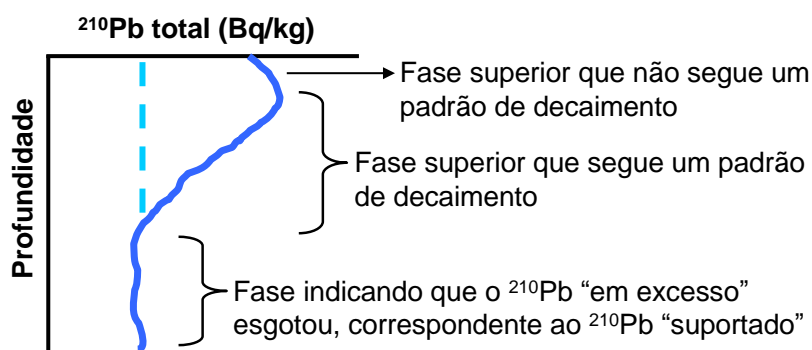 ²¹⁰Pb total (Bq/kg)
Profundidade
Fase superior que não segue um
padrão de decaimento
Fase superior que segue um padrão
de decaimento
Fase indicando que o ²¹⁰Pb “em excesso”
esgotou, correspondente ao ²¹⁰Pb “suportado”